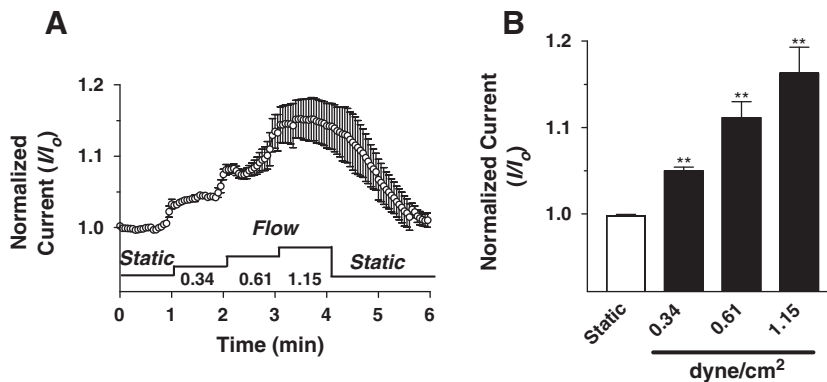 A
Normalized
Current (I/Io)
1.2
1.1
1.0
Flow
Static
0.34
0.61
1.15
Static
0 1 2 3 4 5 6
Time (min)
B
Normalized Current
(I/Io)
1.2
1.1
1.0
**
**
**
Static
0.34
0.61
1.15
dyne/cm²